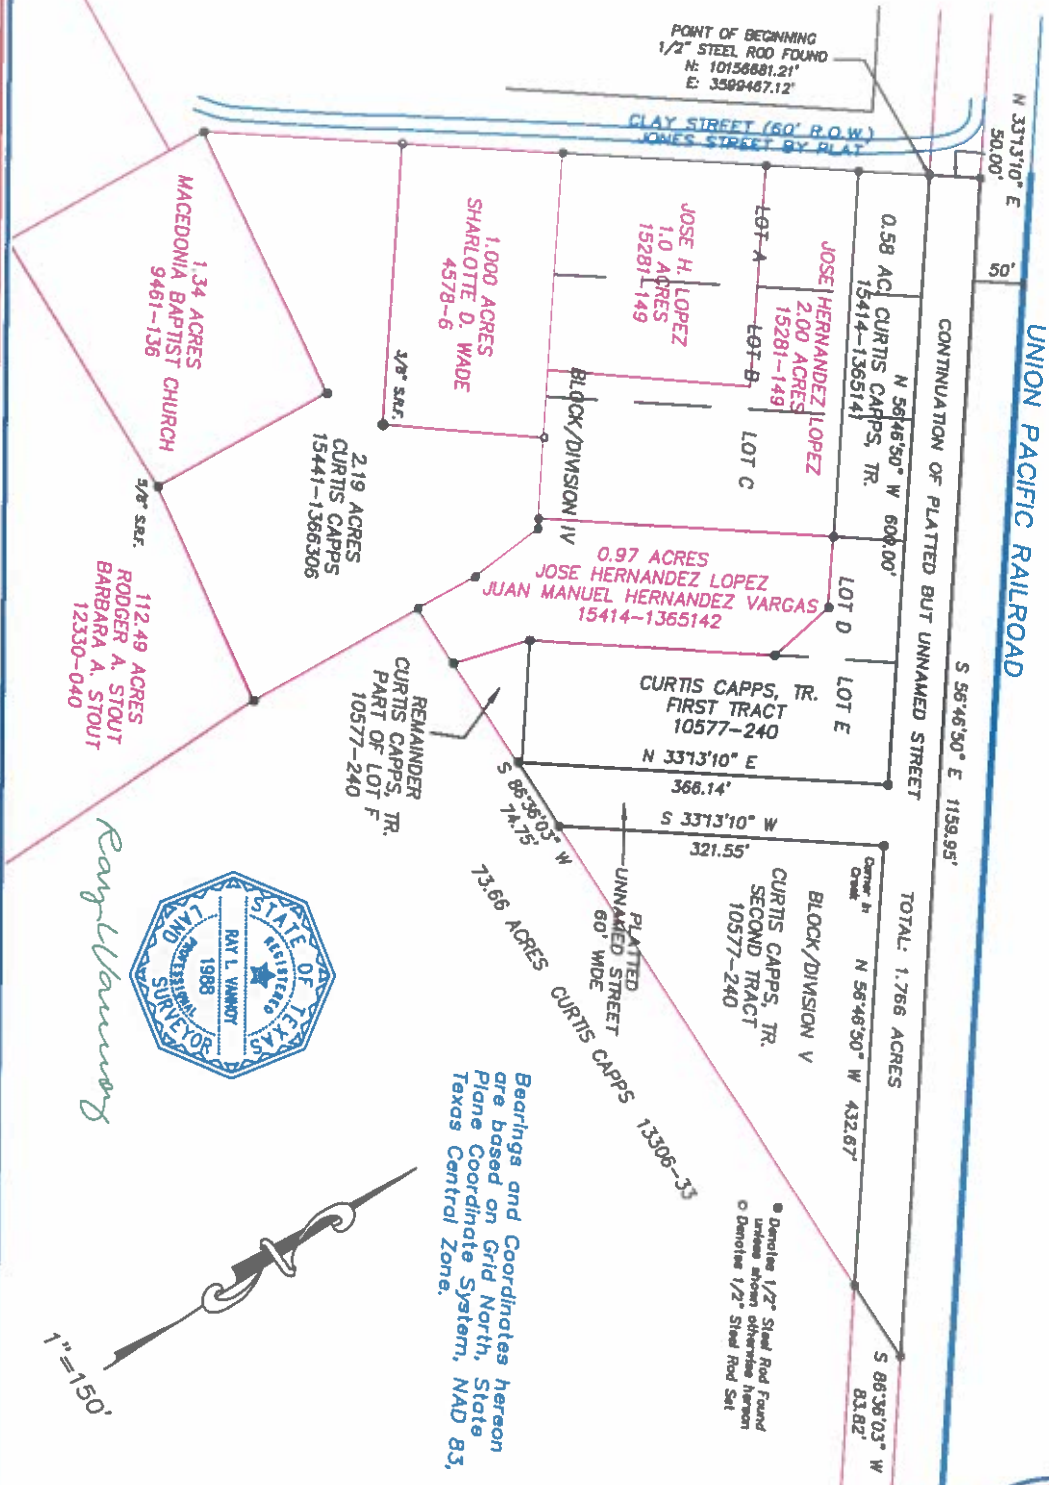 UNION PACIFIC RAILROAD
N 33°13'10" E
50.00'
50'
POINT OF BEGINNING
1/2" STEEL ROD FOUND
N: 10156681.21'
E: 3599467.12'
CLAY STREET (60' R.O.W.)
JONES STREET BY PLAT
S 56°46'50" E 1159.95'
CONTINUATION OF PLATTED BUT UNNAMED STREET
TOTAL: 1.766 ACRES
N 56°46'50" W 600.00'
0.58 AC. CURTIS CAPPS, TR.
15414-1365141
JOSE HERNANDEZ LOPEZ
2.00 ACRES
15281-149
LOT A
LOT B
LOT C
LOT D
LOT E
JOSE H. LOPEZ
1.0 ACRES
15281-149
BLOCK/DIVISION IV
1.000 ACRES
SHARLOTTE D. WADE
4578-6
3/8" S.R.F.
1.34 ACRES
MACEDONIA BAPTIST CHURCH
9461-136
2.19 ACRES
CURTIS CAPPS
15441-1366306
5/8" S.R.F.
112.49 ACRES
RODGER A. STOUT
BARBARA A. STOUT
12330-040
0.97 ACRES
JOSE HERNANDEZ LOPEZ
JUAN MANUEL HERNANDEZ VARGAS
15414-1365142
CURTIS CAPPS, TR.
FIRST TRACT
10577-240
N 33°13'10" E
366.14'
S 33°13'10" W
321.55'
REMAINDER
CURTIS CAPPS, TR.
PART OF LOT F
10577-240
S 86°36'03" W
74.75'
PLATTED
UNNAMED STREET
60' WIDE
Corner in
Creek
N 56°46'50" W 432.67'
BLOCK/DIVISION V
CURTIS CAPPS, TR.
SECOND TRACT
10577-240
73.66 ACRES CURTIS CAPPS 13306-33
S 86°36'03" W
83.82'
● Denotes 1/2" Steel Rod Found
unless shown otherwise hereon
○ Denotes 1/2" Steel Rod Set
Bearings and Coordinates hereon
are based on Grid North, State
Plane Coordinate System, NAD 83,
Texas Central Zone.
STATE OF TEXAS
REGISTERED
RAY L. VANNOY
1988
PROFESSIONAL
LAND SURVEYOR
Ray L Vannoy
1"=150'